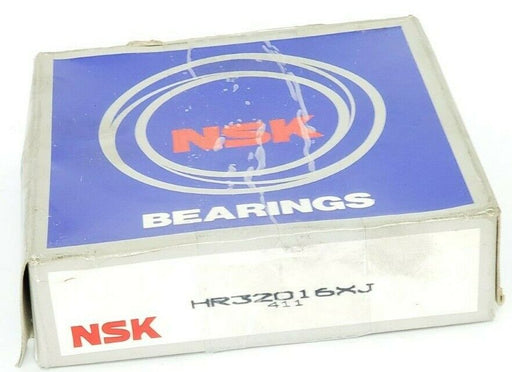 NSK
BEARINGS
HR32016XJ
411
NSK